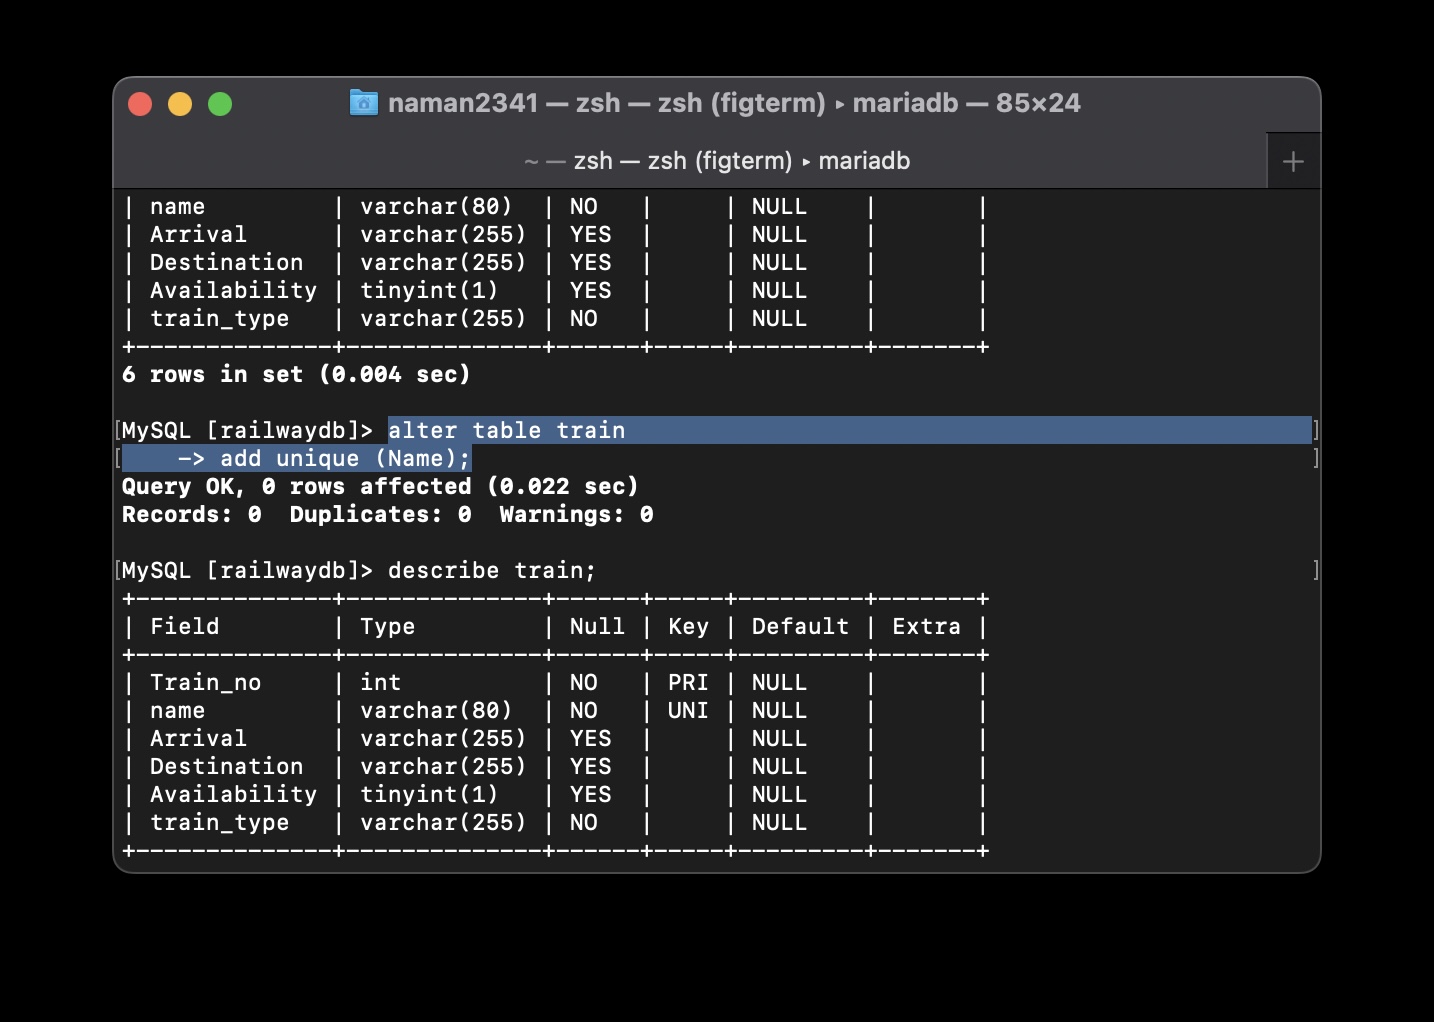 naman2341 — zsh — zsh (figterm) ▸ mariadb — 85×24
~ — zsh — zsh (figterm) ▸ mariadb
| name         | varchar(80)  | NO   |     | NULL    |       |
| Arrival      | varchar(255) | YES  |     | NULL    |       |
| Destination  | varchar(255) | YES  |     | NULL    |       |
| Availability | tinyint(1)   | YES  |     | NULL    |       |
| train_type   | varchar(255) | NO   |     | NULL    |       |
+--------------+--------------+------+-----+---------+-------+
6 rows in set (0.004 sec)
MySQL [railwaydb]> alter table train
    -> add unique (Name);
Query OK, 0 rows affected (0.022 sec)
Records: 0  Duplicates: 0  Warnings: 0
MySQL [railwaydb]> describe train;
+--------------+--------------+------+-----+---------+-------+
| Field        | Type         | Null | Key | Default | Extra |
+--------------+--------------+------+-----+---------+-------+
| Train_no     | int          | NO   | PRI | NULL    |       |
| name         | varchar(80)  | NO   | UNI | NULL    |       |
| Arrival      | varchar(255) | YES  |     | NULL    |       |
| Destination  | varchar(255) | YES  |     | NULL    |       |
| Availability | tinyint(1)   | YES  |     | NULL    |       |
| train_type   | varchar(255) | NO   |     | NULL    |       |
+--------------+--------------+------+-----+---------+-------+